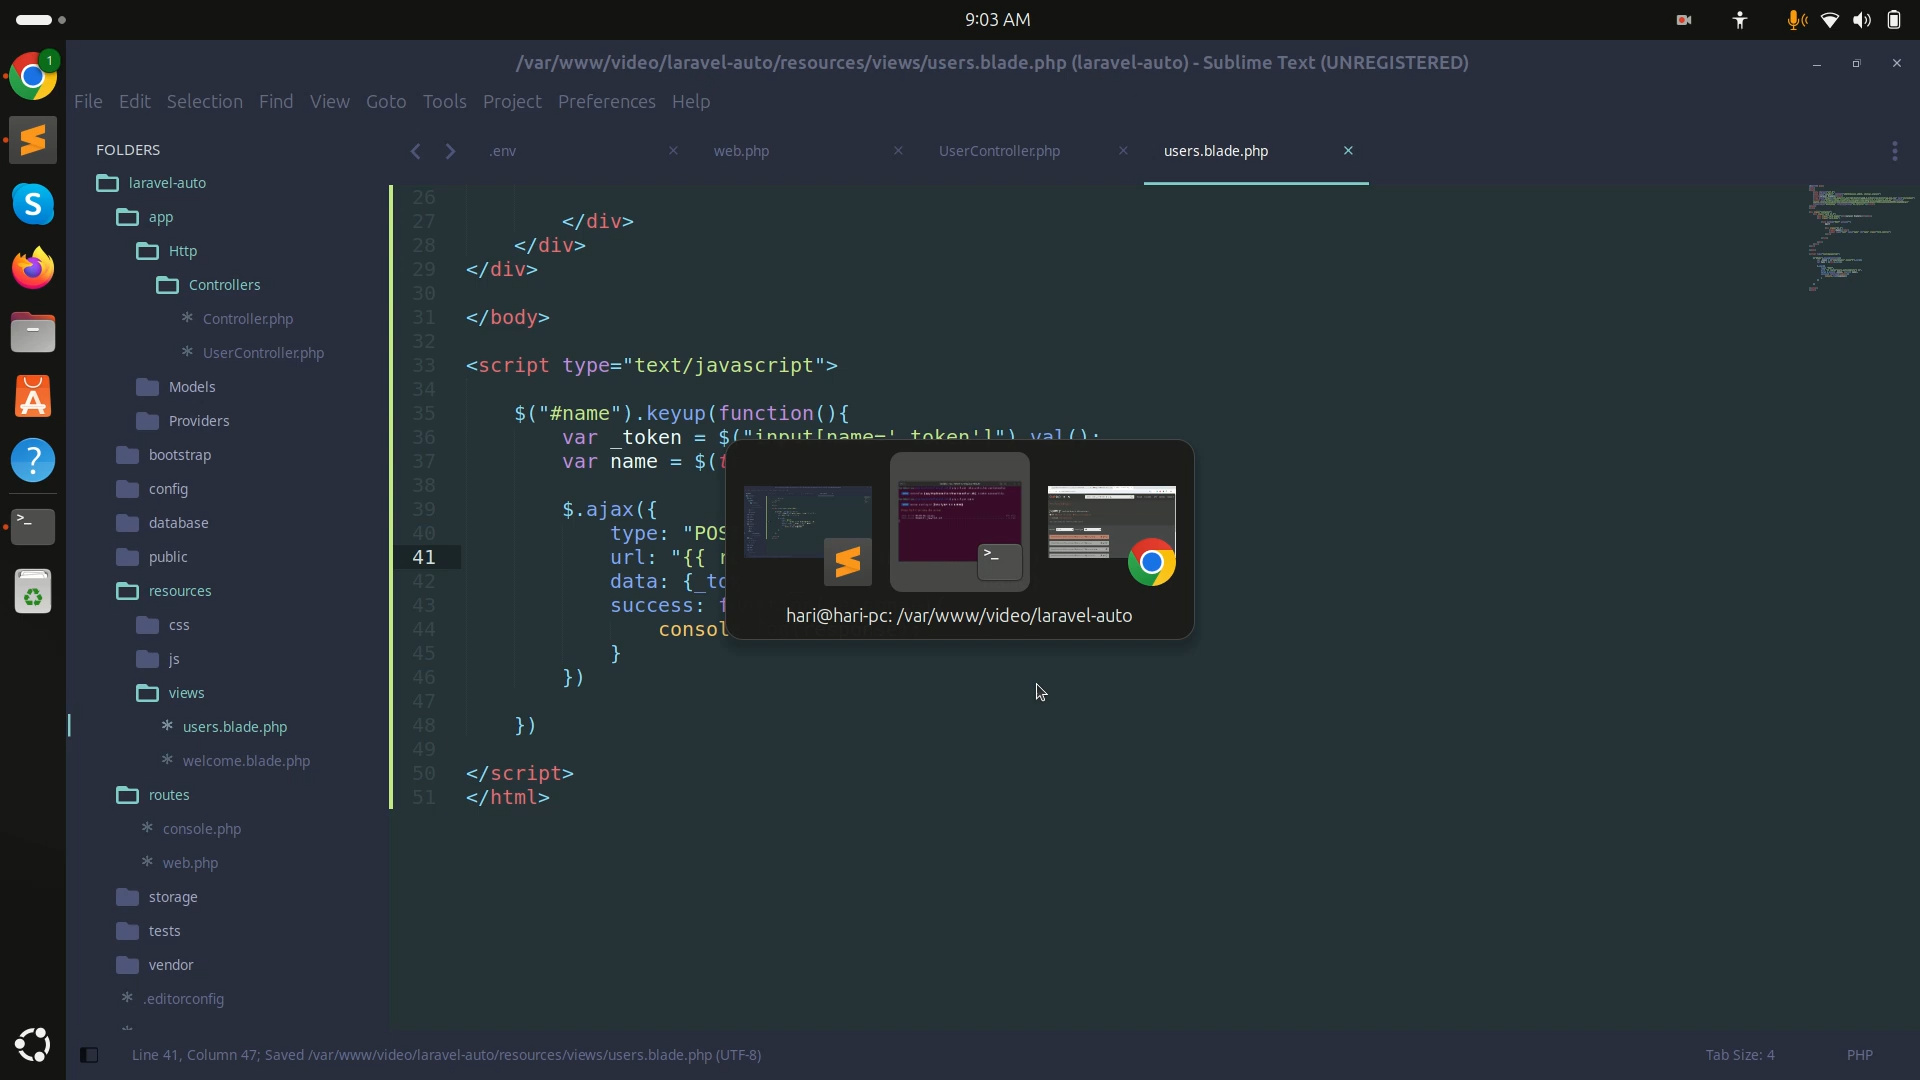 9:03 AM
1
/var/www/video/laravel-auto/resources/views/users.blade.php (laravel-auto) - Sublime Text (UNREGISTERED)
File Edit Selection Find View Goto Tools Project Preferences Help
FOLDERS
laravel-auto
app
Http
Controllers
Controller.php
UserController.php
Models
Providers
bootstrap
config
database
public
resources
css
js
views
users.blade.php
welcome.blade.php
routes
console.php
web.php
storage
tests
vendor
.editorconfig
.env web.php UserController.php users.blade.php
26
27 </div>
28 </div>
29 </div>
30
31 </body>
32
33 <script type="text/javascript">
34
35 $("#name").keyup(function(){
36 var _token = $("input[name='_token']").val();
37 var name = $(
38
39 $.ajax({
40 type: "POS
41 url: "{{
42 data: {_to
43 success:
44 consol
45 }
46 })
47
48 })
49
50 </script>
51 </html>
hari@hari-pc: /var/www/video/laravel-auto
Line 41, Column 47; Saved /var/www/video/laravel-auto/resources/views/users.blade.php (UTF-8)
Tab Size: 4
PHP